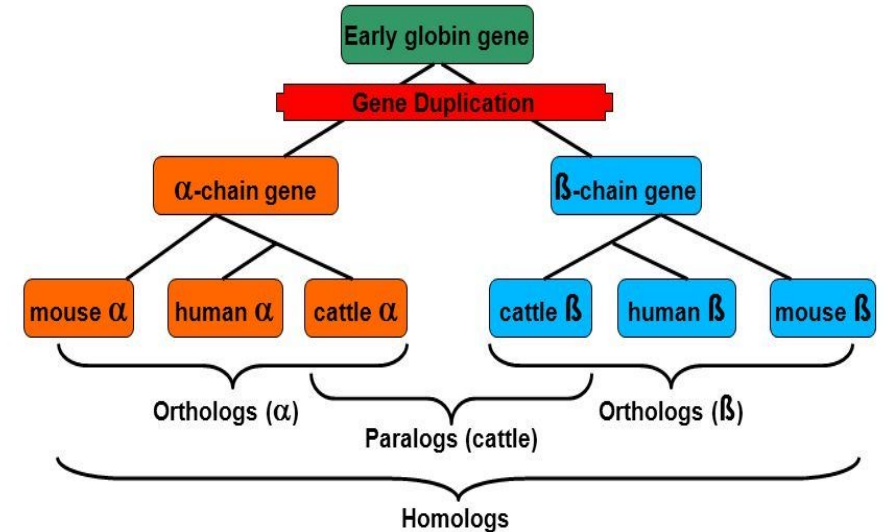 Early globin gene
Gene Duplication
α-chain gene
ß-chain gene
mouse α
human α
cattle α
cattle ß
human ß
mouse ß
Orthologs (α)
Orthologs (ß)
Paralogs (cattle)
Homologs